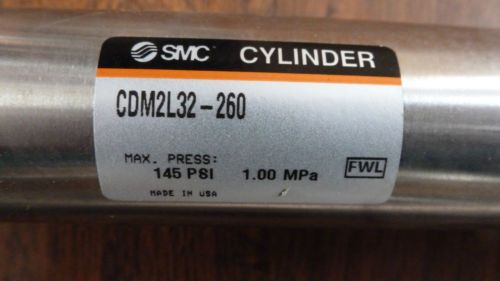 SMC CYLINDER
CDM2L32-260
MAX. PRESS:
145 PSI 1.00 MPa
FWL
MADE IN USA